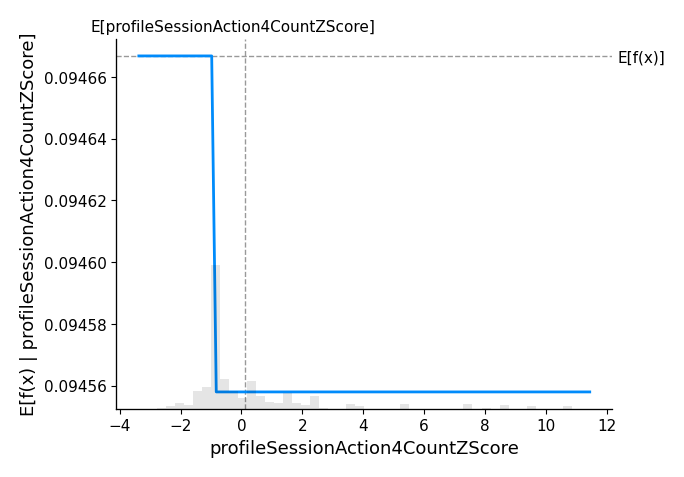 E[profileSessionAction4CountZScore]
E[f(x)]
E[f(x) | profileSessionAction4CountZScore]
0.09466
0.09464
0.09462
0.09460
0.09458
0.09456
−4 −2 0 2 4 6 8 10 12
profileSessionAction4CountZScore